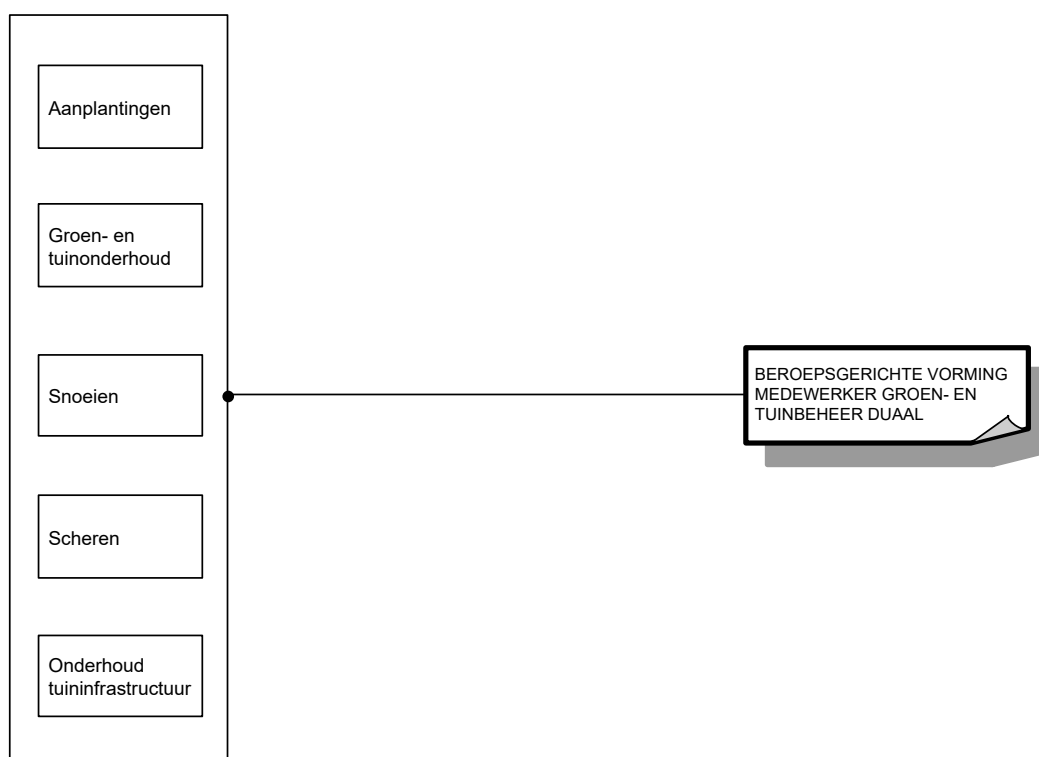 Aanplantingen
Groen- en
tuinonderhoud
Snoeien
Scheren
Onderhoud
tuininfrastructuur
BEROEPSGERICHTE VORMING
MEDEWERKER GROEN- EN
TUINBEHEER DUAAL